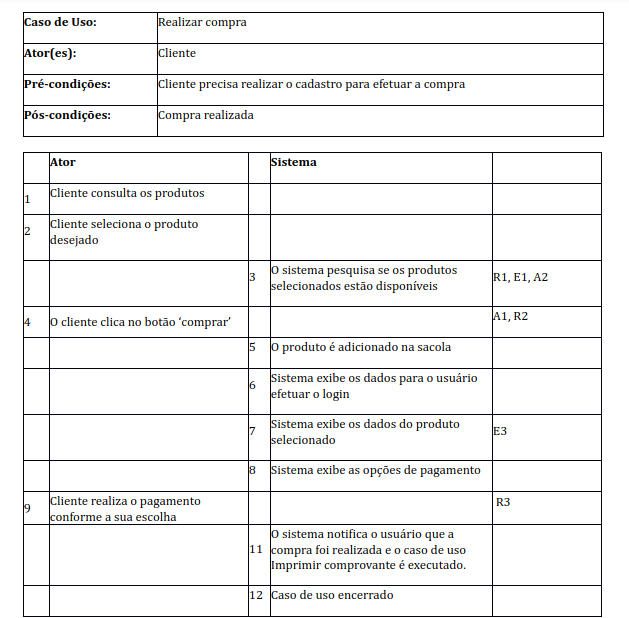 Caso de Uso: Realizar compra
Ator(es): Cliente
Pré-condições: Cliente precisa realizar o cadastro para efetuar a compra
Pós-condições: Compra realizada
Ator Sistema
1 Cliente consulta os produtos
2 Cliente seleciona o produto
desejado
3 O sistema pesquisa se os produtos
selecionados estão disponíveis R1, E1, A2
4 O cliente clica no botão ‘comprar’ A1, R2
5 O produto é adicionado na sacola
6 Sistema exibe os dados para o usuário
efetuar o login
7 Sistema exibe os dados do produto
selecionado E3
8 Sistema exibe as opções de pagamento
9 Cliente realiza o pagamento
conforme a sua escolha R3
11 O sistema notifica o usuário que a
compra foi realizada e o caso de uso
Imprimir comprovante é executado.
12 Caso de uso encerrado